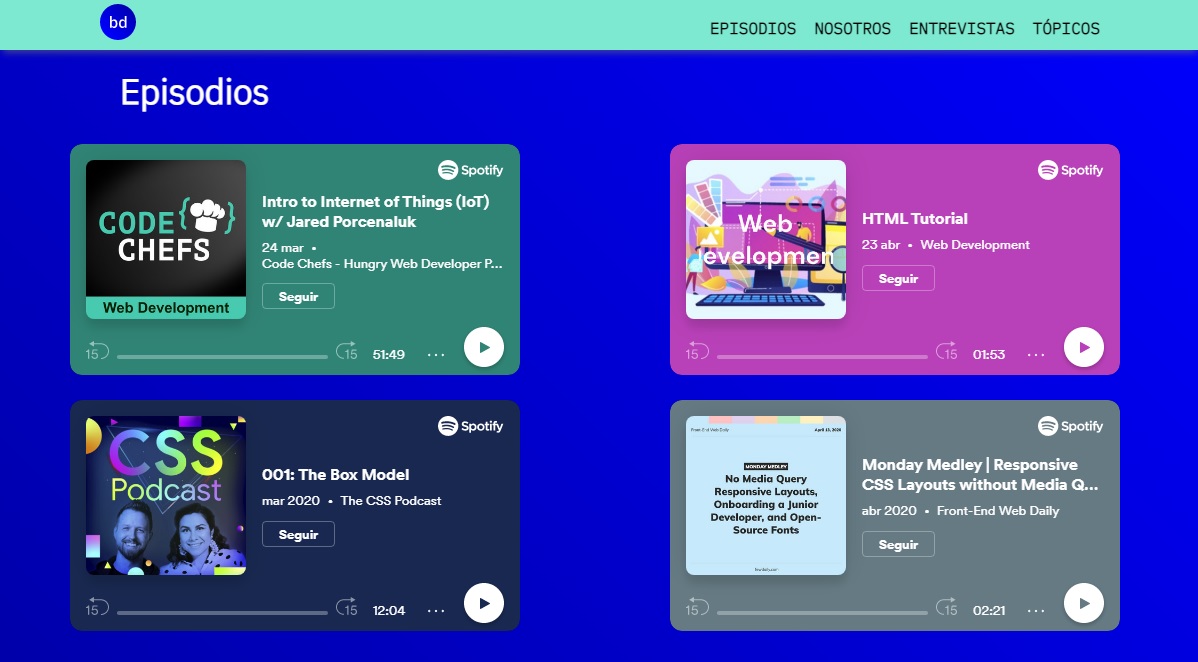 bd
EPISODIOS NOSOTROS ENTREVISTAS TÓPICOS
Episodios
CODE
CHEFS
Web Development
Spotify
Intro to Internet of Things (IoT)
w/ Jared Porcenaluk
24 mar •
Code Chefs - Hungry Web Developer P...
Seguir
15 15 51:49 ...
Web
evelopmen
Spotify
HTML Tutorial
23 abr • Web Development
Seguir
15 15 01:53 ...
CSS
Podcast
Spotify
001: The Box Model
mar 2020 • The CSS Podcast
Seguir
15 15 12:04 ...
Front-End Web Daily April 13, 2020
MONDAY MEDLEY
No Media Query
Responsive Layouts,
Onboarding a Junior
Developer, and Open-
Source Fonts
Spotify
Monday Medley | Responsive
CSS Layouts without Media Q...
abr 2020 • Front-End Web Daily
Seguir
15 15 02:21 ...